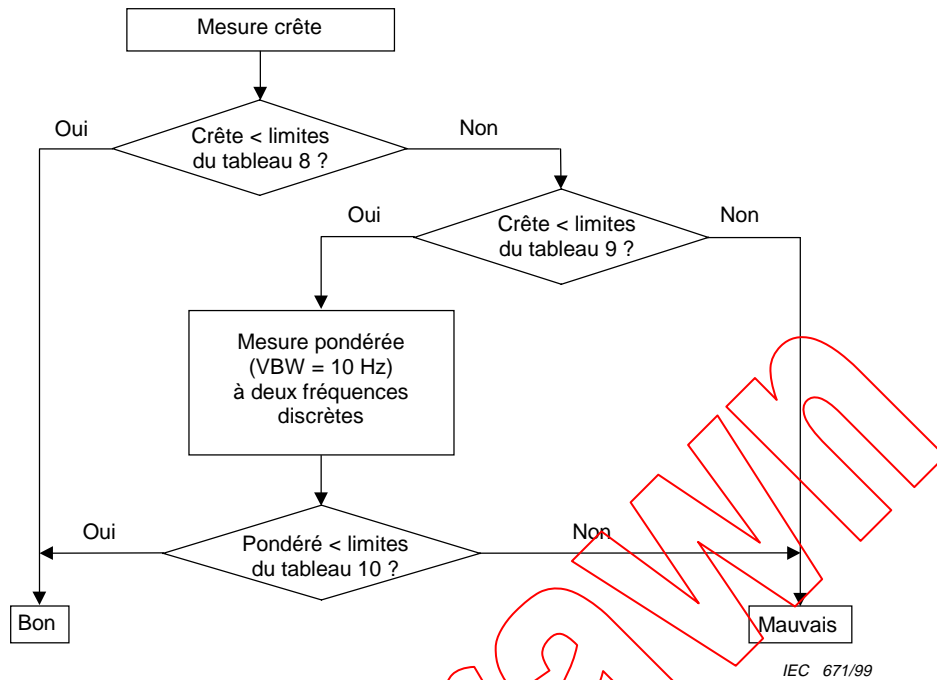 Mesure crête
Oui
Crête < limites
du tableau 8 ?
Non
Oui
Crête < limites
du tableau 9 ?
Non
Mesure pondérée
(VBW = 10 Hz)
à deux fréquences
discrètes
Oui
Pondéré < limites
du tableau 10 ?
Non
Bon
Mauvais
IEC 671/99